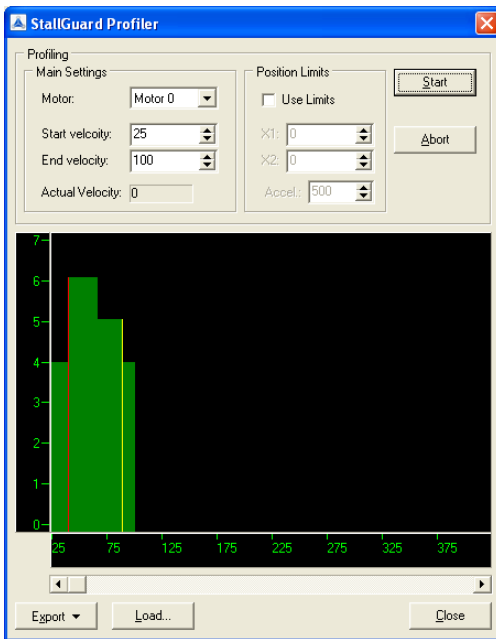 StallGuard Profiler
Profiling
Main Settings
Motor: Motor 0
Start velcoity: 25
End velocity: 100
Actual Velocity: 0
Position Limits
Use Limits
X1: 0
X2: 0
Accel.: 500
Start
Abort
7
6
5
4
3
2
1
0
25 75 125 175 225 275 325 375
Export Load... Close